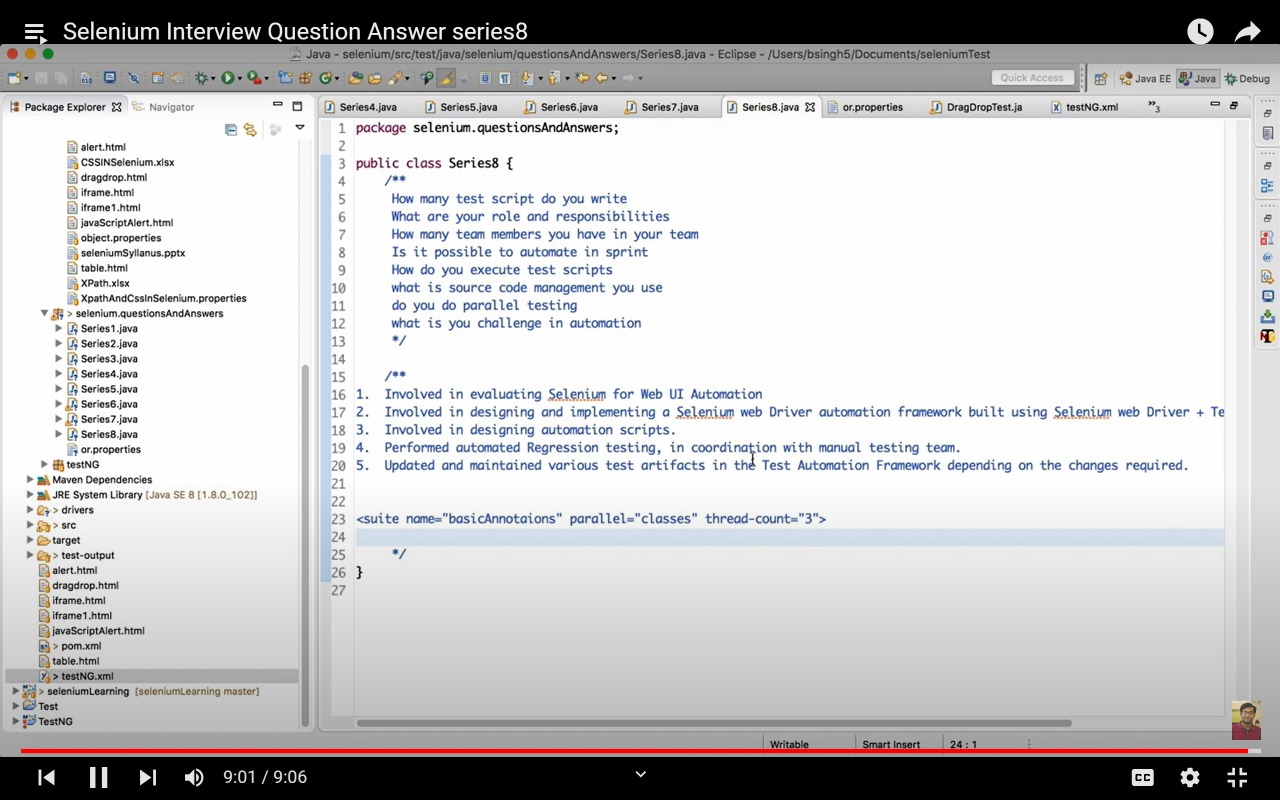 Selenium Interview Question Answer series8
Java - selenium/src/test/java/selenium/questionsAndAnswers/Series8.java - Eclipse - /Users/bsingh5/Documents/seleniumTest
Quick Access
Java EE
Java
Debug
Package Explorer
Navigator
Series4.java
Series5.java
Series6.java
Series7.java
Series8.java
or.properties
DragDropTest.ja
testNG.xml
»3
alert.html
CSSINSelenium.xlsx
dragdrop.html
iframe.html
iframe1.html
javaScriptAlert.html
object.properties
seleniumSyllanus.pptx
table.html
XPath.xlsx
XpathAndCssInSelenium.properties
> selenium.questionsAndAnswers
Series1.java
Series2.java
Series3.java
Series4.java
Series5.java
Series6.java
Series7.java
Series8.java
or.properties
testNG
Maven Dependencies
JRE System Library [Java SE 8 [1.8.0_102]]
> drivers
> src
target
> test-output
alert.html
dragdrop.html
iframe.html
iframe1.html
javaScriptAlert.html
> pom.xml
table.html
> testNG.xml
> seleniumLearning [seleniumLearning master]
Test
TestNG
1 package selenium.questionsAndAnswers;
2
3 public class Series8 {
4 /**
5 How many test script do you write
6 What are your role and responsibilities
7 How many team members you have in your team
8 Is it possible to automate in sprint
9 How do you execute test scripts
10 what is source code management you use
11 do you do parallel testing
12 what is you challenge in automation
13 */
14
15 /**
16 1. Involved in evaluating Selenium for Web UI Automation
17 2. Involved in designing and implementing a Selenium web Driver automation framework built using Selenium web Driver + Te
18 3. Involved in designing automation scripts.
19 4. Performed automated Regression testing, in coordination with manual testing team.
20 5. Updated and maintained various test artifacts in the Test Automation Framework depending on the changes required.
21
22
23 <suite name="basicAnnotaions" parallel="classes" thread-count="3">
24
25 */
26 }
27
Writable
Smart Insert
24 : 1
9:01 / 9:06
CC